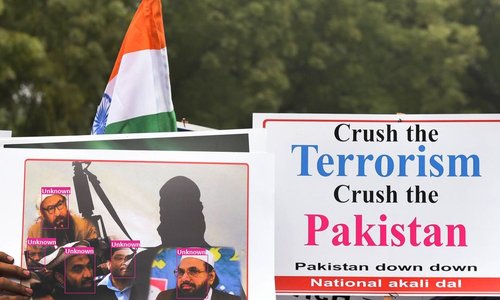 Unknown
Unknown
Unknown
Unknown
Unknown
Crush the
Terrorism
Crush the
Pakistan
Pakistan down down
National akali dal